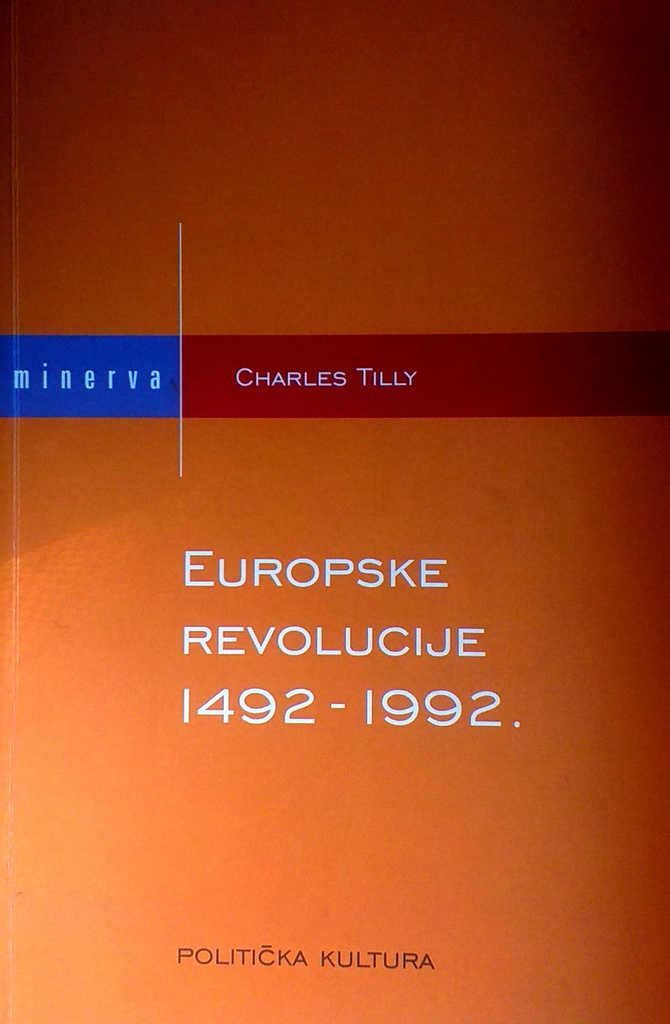 minerva
CHARLES TILLY
EUROPSKE
REVOLUCIJE
1492-1992.
POLITIČKA KULTURA